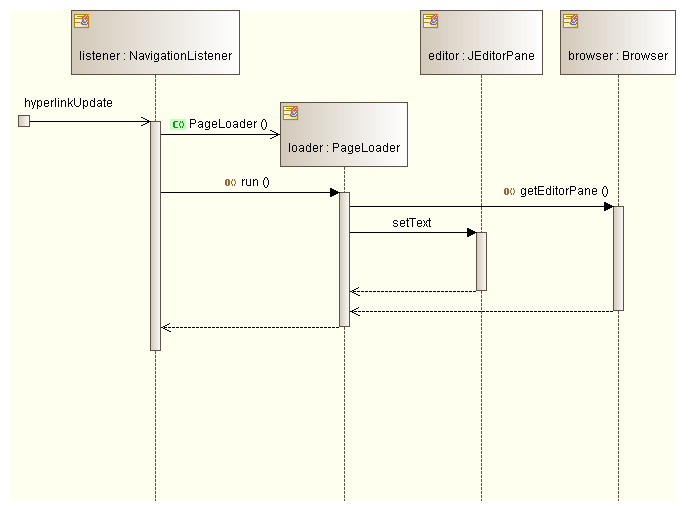 listener : NavigationListener
editor : JEditorPane
browser : Browser
hyperlinkUpdate
C() PageLoader ()
loader : PageLoader
O() run ()
O() getEditorPane ()
setText